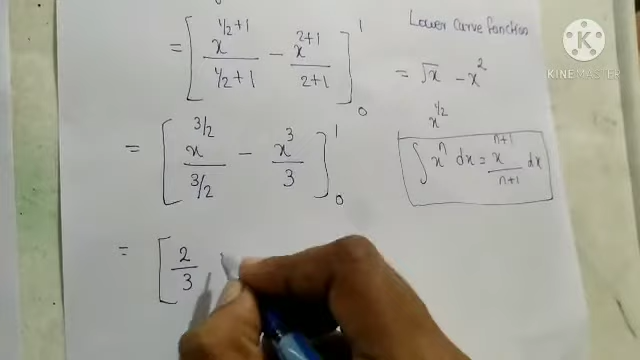 = [ x^{1/2+1} / 1/2+1 − x^{2+1} / 2+1 ]_0^1
Lower curve function
= √x − x^2
x^{1/2}
KINEMASTER
= [ x^{3/2} / 3/2 − x^3 / 3 ]_0^1
∫ x^n dx = x^{n+1} / n+1 dx
= [ 2/3